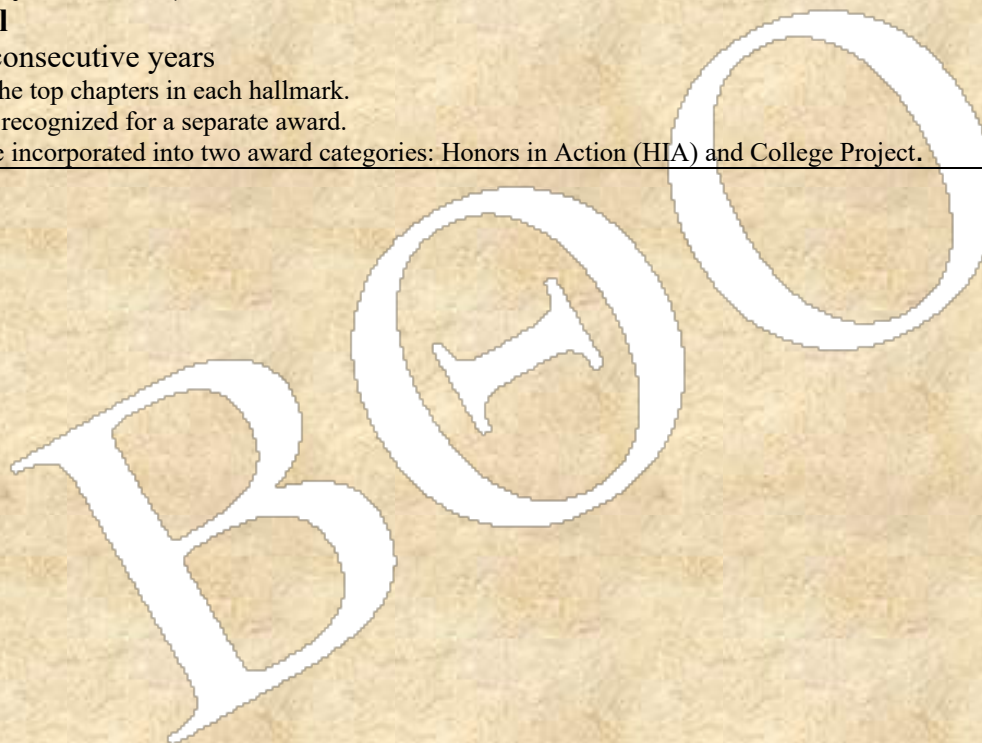 l
consecutive years
he top chapters in each hallmark.
recognized for a separate award.
e incorporated into two award categories: Honors in Action (HIA) and College Project.
ΒΘΟ